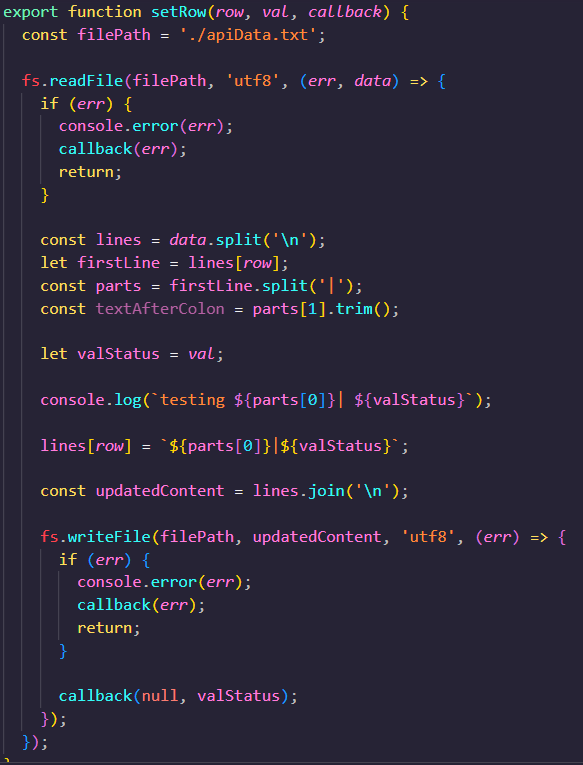 export function setRow(row, val, callback) {
  const filePath = './apiData.txt';

  fs.readFile(filePath, 'utf8', (err, data) => {
    if (err) {
      console.error(err);
      callback(err);
      return;
    }

    const lines = data.split('\n');
    let firstLine = lines[row];
    const parts = firstLine.split('|');
    const textAfterColon = parts[1].trim();

    let valStatus = val;

    console.log(`testing ${parts[0]}| ${valStatus}`);

    lines[row] = `${parts[0]}|${valStatus}`;

    const updatedContent = lines.join('\n');

    fs.writeFile(filePath, updatedContent, 'utf8', (err) => {
      if (err) {
        console.error(err);
        callback(err);
        return;
      }

      callback(null, valStatus);
    });
  });
}